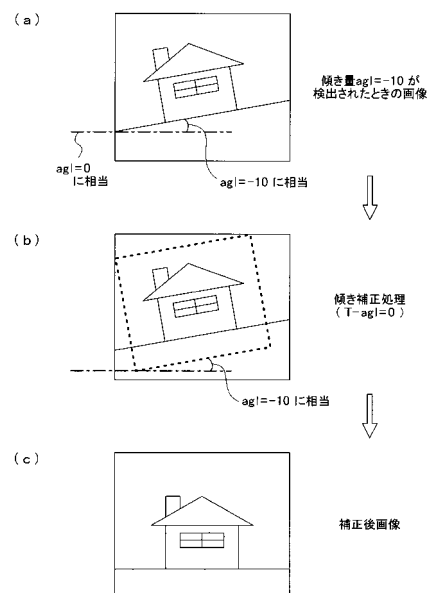 (a)
傾き量agl=-10 が
検出されたときの画像
agl=0
に相当
agl=-10 に相当
(b)
傾き補正処理
( T-agl=0 )
agl=-10 に相当
(c)
補正後画像